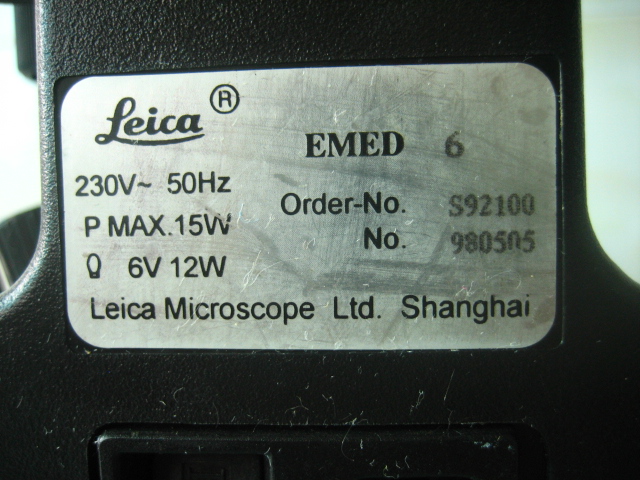 Leica ®
EMED 6
230V~ 50Hz
P MAX.15W
6V 12W
Order-No. S92100
No. 980505
Leica Microscope Ltd. Shanghai